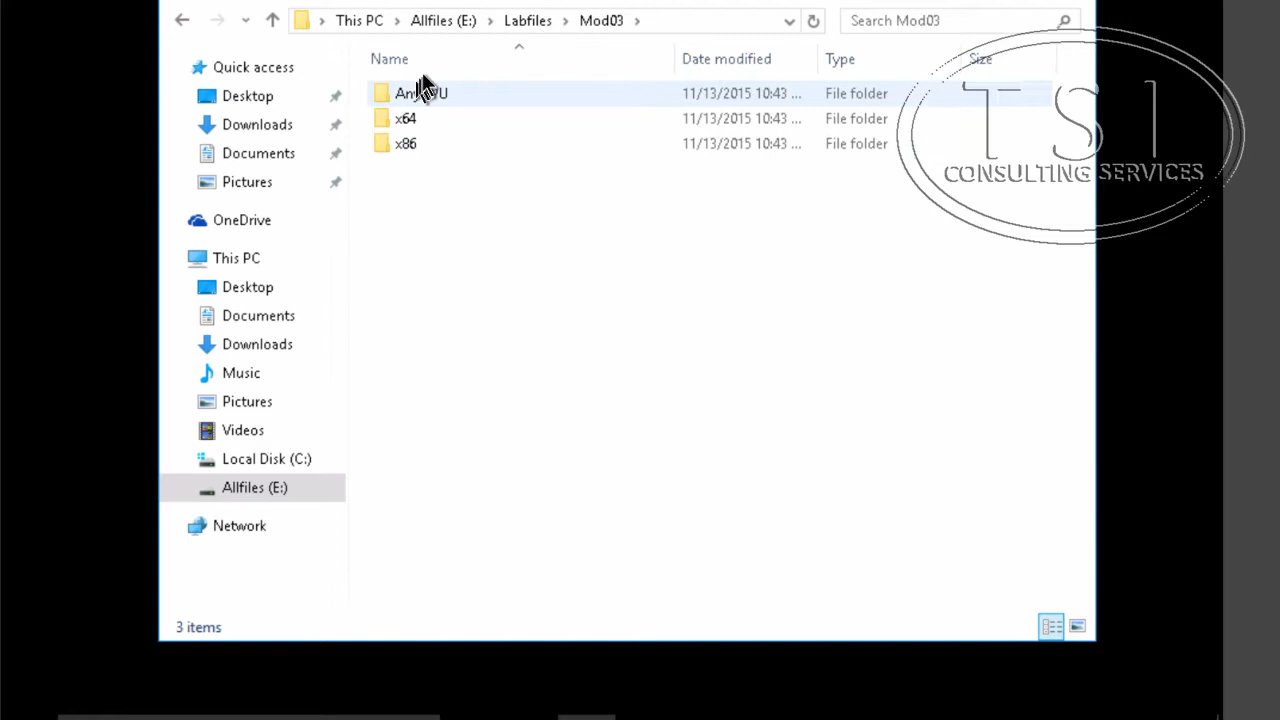 This PC > Allfiles (E:) > Labfiles > Mod03 >
Search Mod03
Name
Date modified
Type
Size
11/13/2015 10:43 ... File folder
x64 11/13/2015 10:43 ... File folder
x86 11/13/2015 10:43 ... File folder
TSI
CONSULTING SERVICES
Quick access
Desktop
Downloads
Documents
Pictures
OneDrive
This PC
Desktop
Documents
Downloads
Music
Pictures
Videos
Local Disk (C:)
Allfiles (E:)
Network
3 items